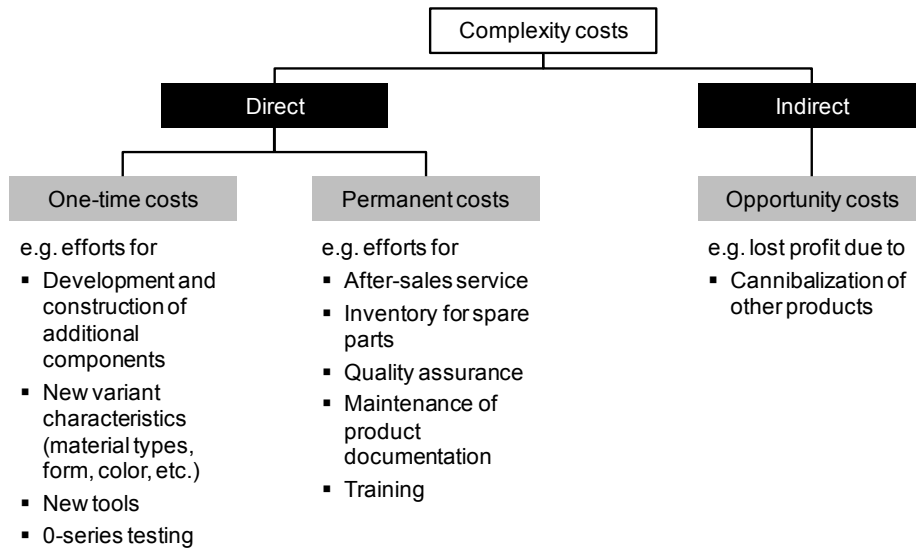 Complexity costs
Direct
Indirect
One-time costs
Permanent costs
Opportunity costs
e.g. efforts for
▪ Development and
construction of
additional
components
▪ New variant
characteristics
(material types,
form, color, etc.)
▪ New tools
▪ 0-series testing
e.g. efforts for
▪ After-sales service
▪ Inventory for spare
parts
▪ Quality assurance
▪ Maintenance of
product
documentation
▪ Training
e.g. lost profit due to
▪ Cannibalization of
other products